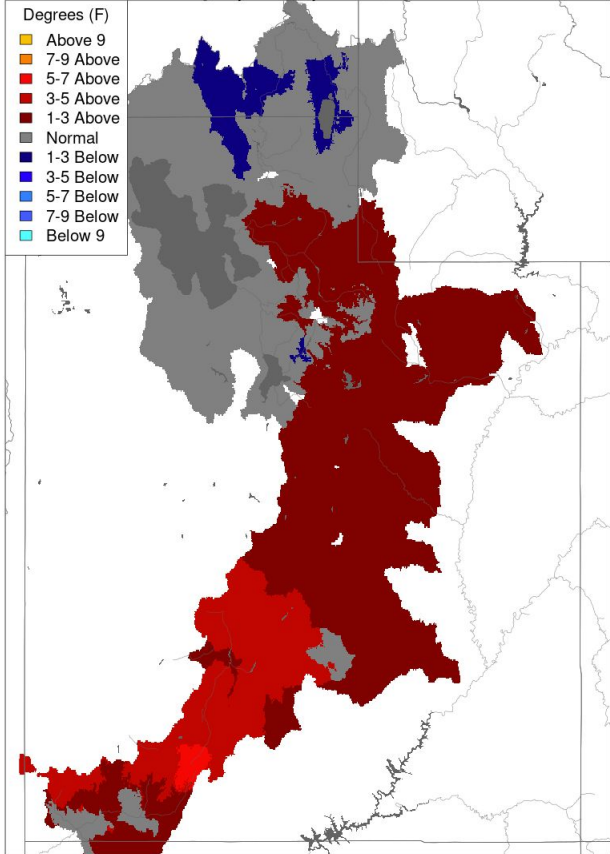 Degrees (F)
Above 9
7-9 Above
5-7 Above
3-5 Above
1-3 Above
Normal
1-3 Below
3-5 Below
5-7 Below
7-9 Below
Below 9